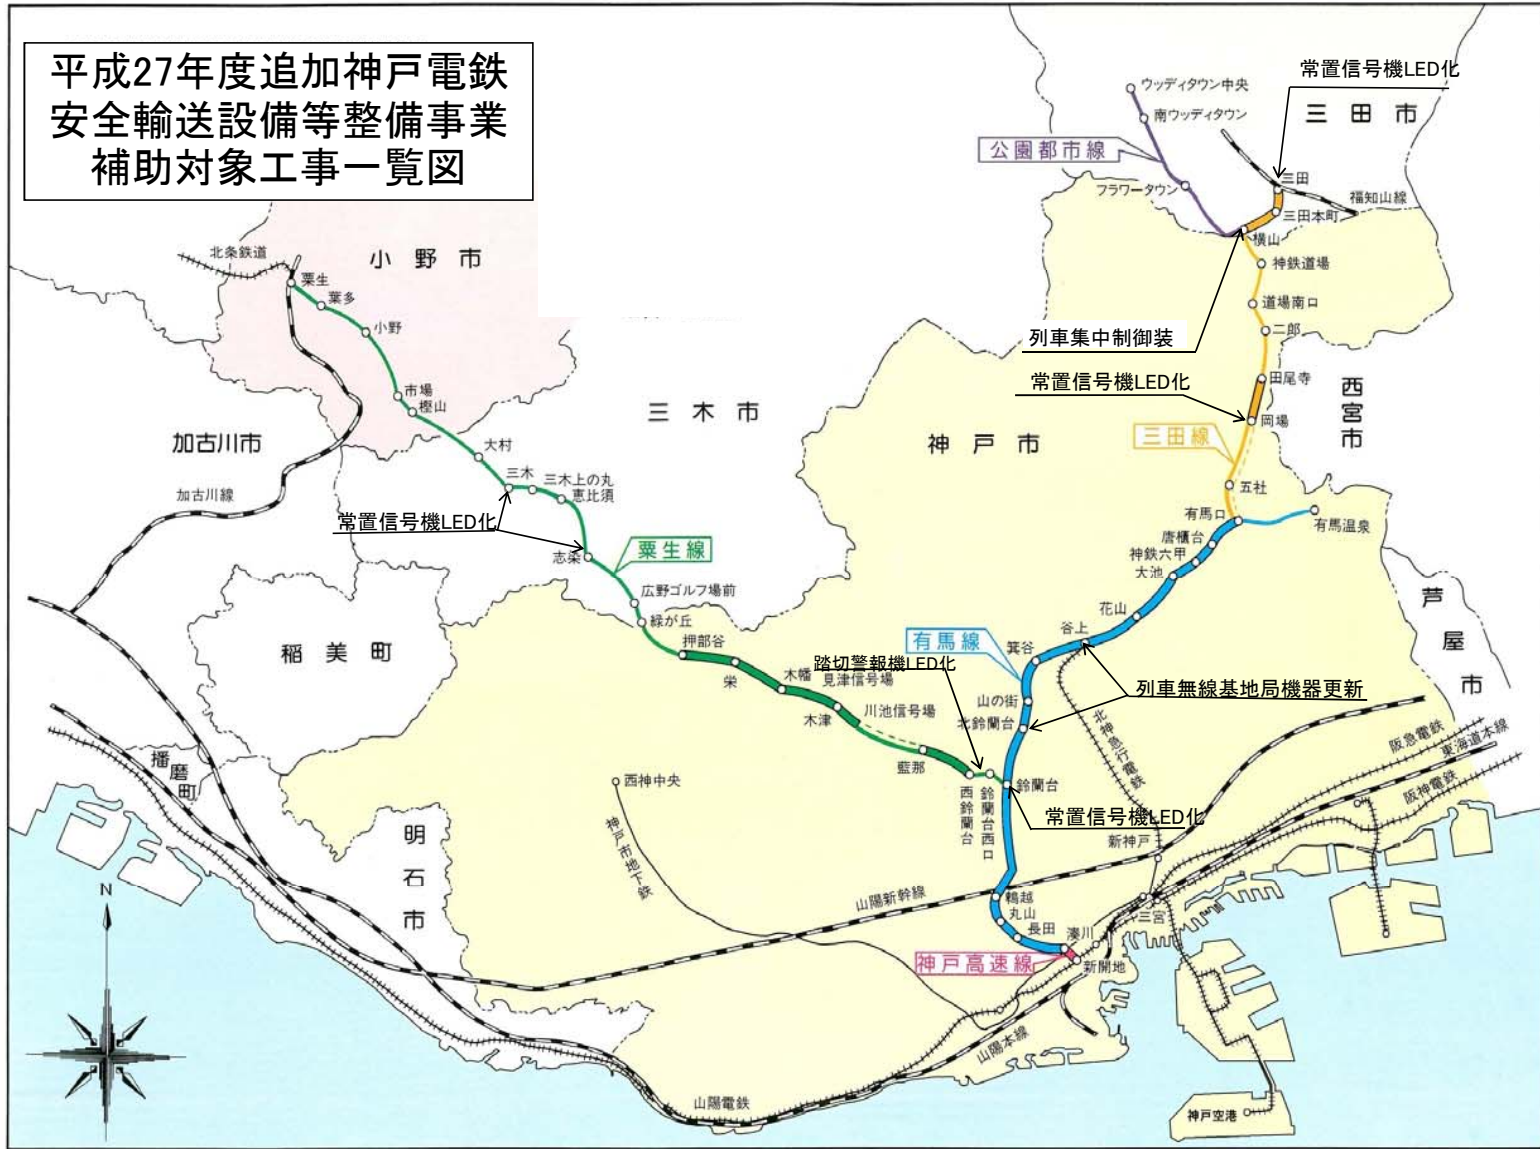 平成27年度追加神戸電鉄
安全輸送設備等整備事業
補助対象工事一覧図
常置信号機LED化
ウッディタウン中央
南ウッディタウン
三田市
公園都市線
フラワータウン
三田
福知山線
三田本町
横山
北条鉄道
小野市
粟生
葉多
小野
神鉄道場
道場南口
二郎
列車集中制御装
田尾寺
常置信号機LED化
岡場
西宮市
市場
樫山
三木市
神戸市
三田線
加古川市
大村
三木
三木上の丸
恵比須
加古川線
常置信号機LED化
五社
有馬口
有馬温泉
志染
粟生線
唐櫃台
神鉄六甲
大池
広野ゴルフ場前
緑が丘
花山
芦屋市
稲美町
押部谷
有馬線
谷上
箕谷
踏切警報機LED化
栄
木幡
見津信号場
列車無線基地局機器更新
山の街
木津
川池信号場
北鈴蘭台
北神急行電鉄
阪急電鉄
東海道本線
阪神電鉄
播磨町
藍那
西神中央
鈴蘭台
西鈴蘭台
鈴蘭台西口
常置信号機LED化
明石市
神戸市地下鉄
新神戸
N
山陽新幹線
鵯越
丸山
長田
湊川
三宮
神戸高速線
新開地
山陽本線
山陽電鉄
神戸空港